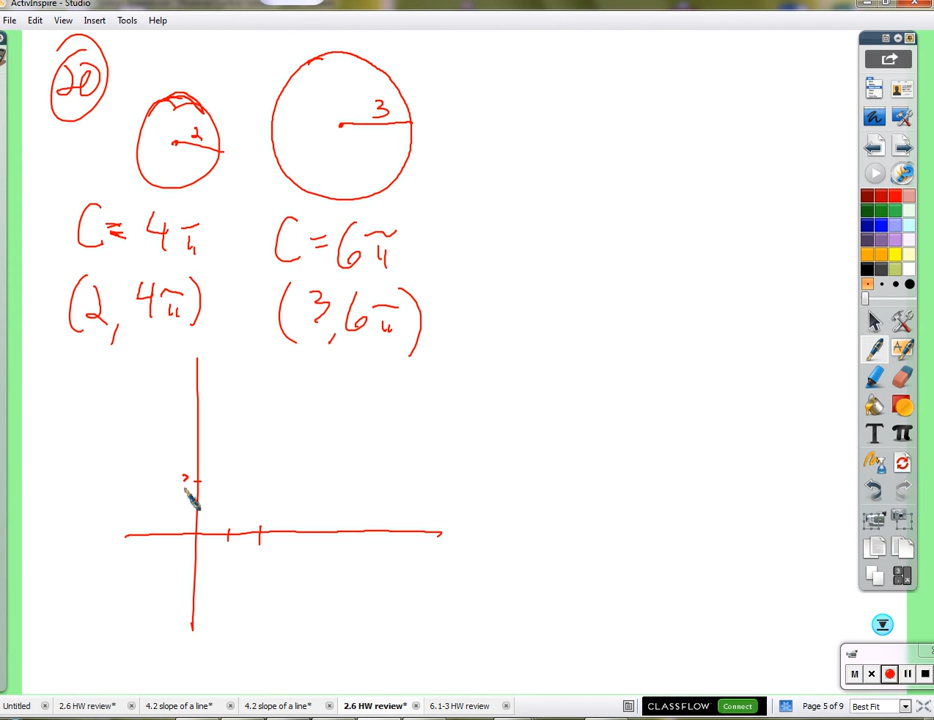 ActivInspire - Studio
File Edit View Insert Tools Help
20
2
3
C = 4π
C = 6π
(2, 4π)
(3, 6π)
T π
M
Untitled
2.6 HW review*
4.2 slope of a line*
4.2 slope of a line*
2.6 HW review*
6.1-3 HW review
CLASSFLOW Connect
Page 5 of 9
Best Fit